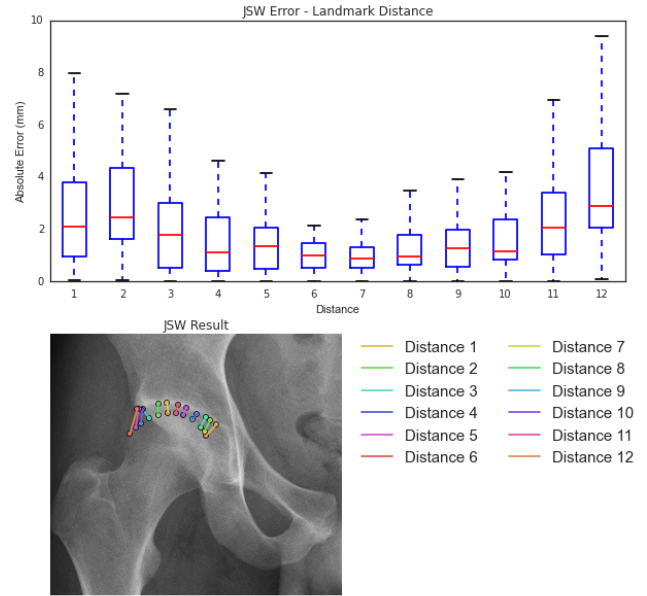 JSW Error - Landmark Distance
10
8
6
4
2
0
Absolute Error (mm)
1 2 3 4 5 6 7 8 9 10 11 12
Distance
JSW Result
Distance 1 Distance 7
Distance 2 Distance 8
Distance 3 Distance 9
Distance 4 Distance 10
Distance 5 Distance 11
Distance 6 Distance 12